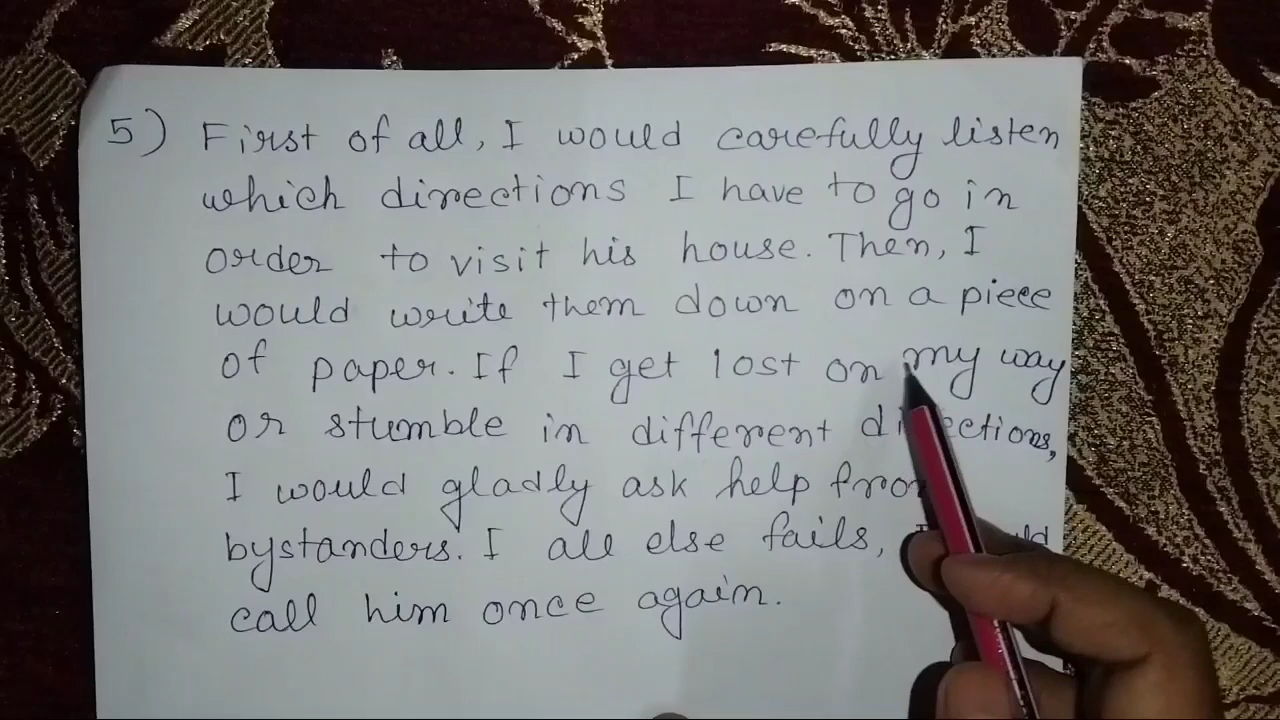 5) First of all, I would carefully listen
which directions I have to go in
order to visit his house. Then, I
would write them down on a piece
of paper. If I get lost on my way
or stumble in different di ections,
I would gladly ask help from
bystanders. I all else fails,
call him once again.